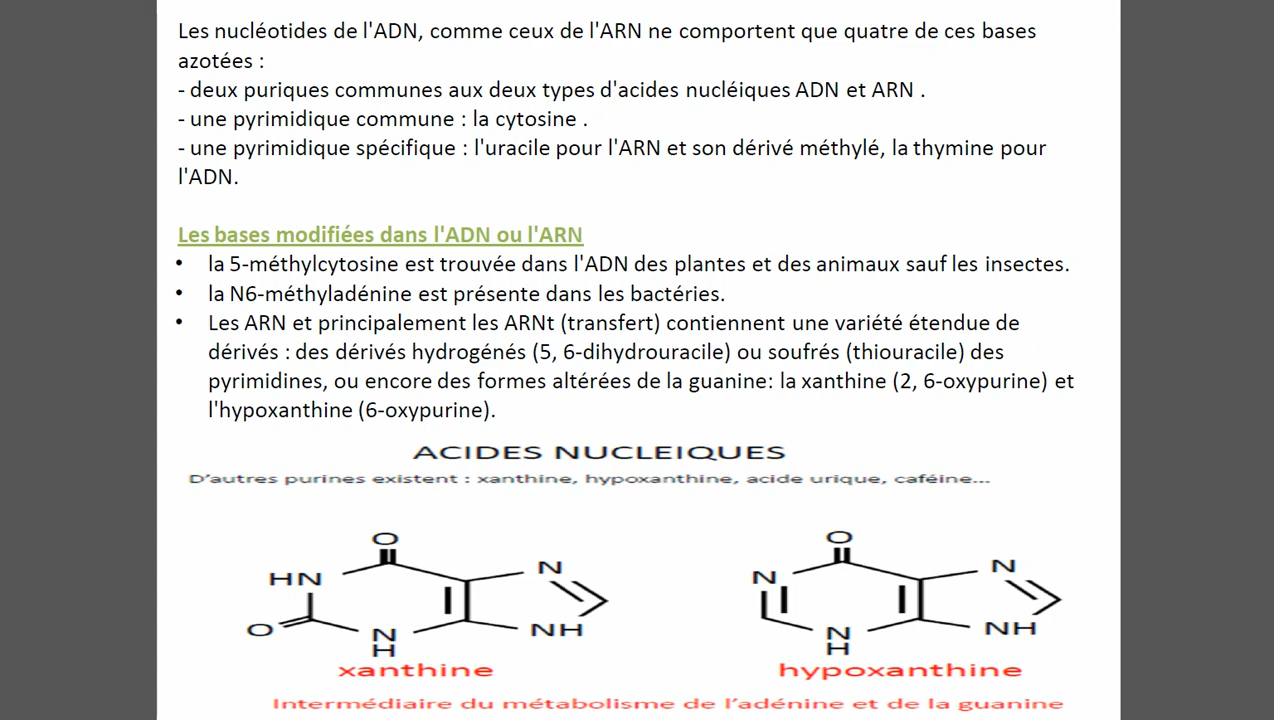 Les nucléotides de l'ADN, comme ceux de l'ARN ne comportent que quatre de ces bases
azotées :
- deux puriques communes aux deux types d'acides nucléiques ADN et ARN .
- une pyrimidique commune : la cytosine .
- une pyrimidique spécifique : l'uracile pour l'ARN et son dérivé méthylé, la thymine pour
l'ADN.
Les bases modifiées dans l'ADN ou l'ARN
• la 5-méthylcytosine est trouvée dans l'ADN des plantes et des animaux sauf les insectes.
• la N6-méthyladénine est présente dans les bactéries.
• Les ARN et principalement les ARNt (transfert) contiennent une variété étendue de
dérivés : des dérivés hydrogénés (5, 6-dihydrouracile) ou soufrés (thiouracile) des
pyrimidines, ou encore des formes altérées de la guanine: la xanthine (2, 6-oxypurine) et
l'hypoxanthine (6-oxypurine).
ACIDES NUCLEIQUES
D'autres purines existent : xanthine, hypoxanthine, acide urique, caféine...
O O
HN N N N
O N H NH N H NH
xanthine hypoxanthine
Intermédiaire du métabolisme de l'adénine et de la guanine